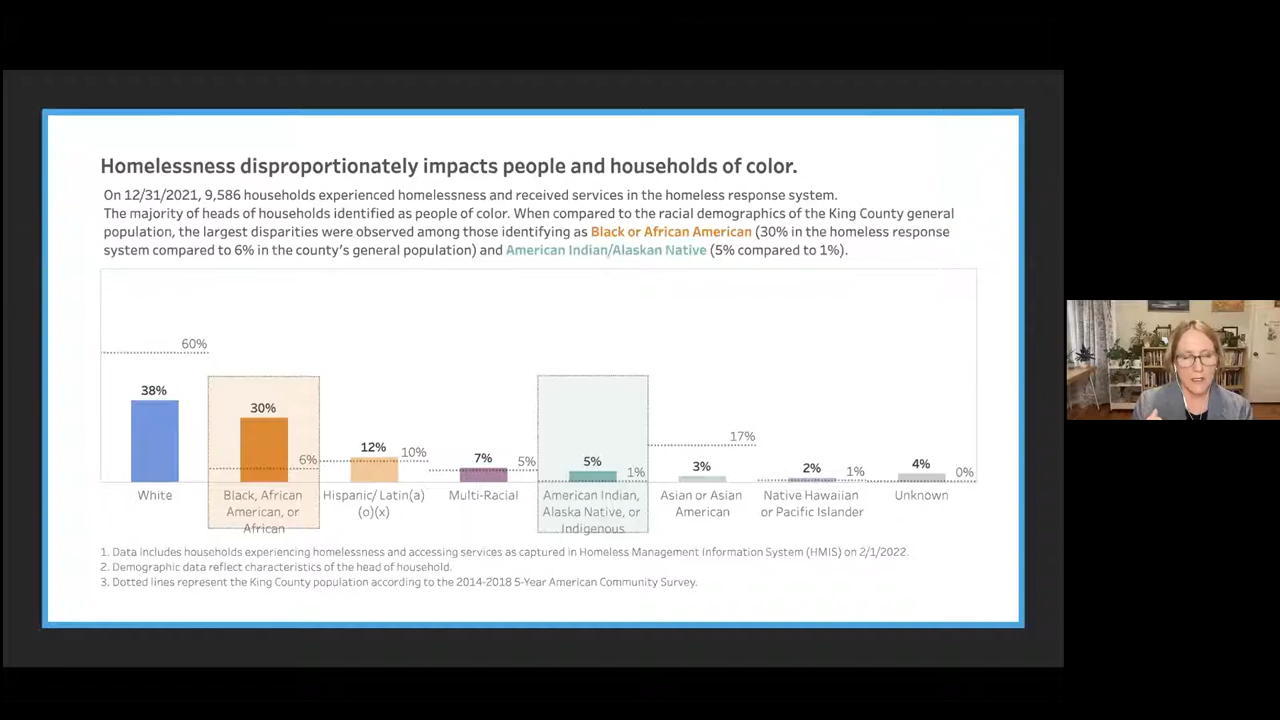 Homelessness disproportionately impacts people and households of color.
On 12/31/2021, 9,586 households experienced homelessness and received services in the homeless response system.
The majority of heads of households identified as people of color. When compared to the racial demographics of the King County general
population, the largest disparities were observed among those identifying as Black or African American (30% in the homeless response
system compared to 6% in the county's general population) and American Indian/Alaskan Native (5% compared to 1%).
60%
38%
30%
6%
12%
10%
7%
5%
5%
1%
17%
3%
2%
1%
4%
0%
White
Black, African
American, or
African
Hispanic/ Latin(a)
(o)(x)
Multi-Racial
American Indian,
Alaska Native, or
Indigenous
Asian or Asian
American
Native Hawaiian
or Pacific Islander
Unknown
1. Data includes households experiencing homelessness and accessing services as captured in Homeless Management Information System (HMIS) on 2/1/2022.
2. Demographic data reflect characteristics of the head of household.
3. Dotted lines represent the King County population according to the 2014-2018 5-Year American Community Survey.